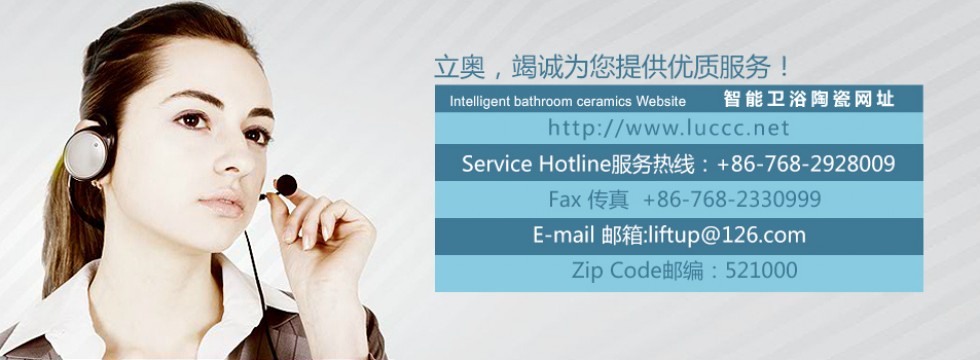 立奥，竭诚为您提供优质服务！
Intelligent bathroom ceramics Website 智能卫浴陶瓷网址
http://www.luccc.net
Service Hotline服务热线：+86-768-2928009
Fax 传真 +86-768-2330999
E-mail 邮箱:liftup@126.com
Zip Code邮编：521000